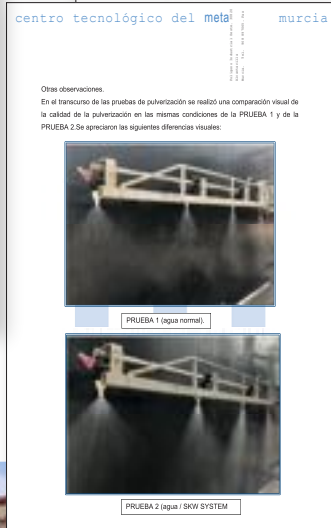 centro tecnológico del metal murcia
Otras observaciones.
En el transcurso de las pruebas de pulverización se realizó una comparación visual de
la calidad de la pulverización en las mismas condiciones de la PRUEBA 1 y de la
PRUEBA 2.Se apreciaron las siguientes diferencias visuales:
PRUEBA 1 (agua normal).
PRUEBA 2 (agua / SKW SYSTEM